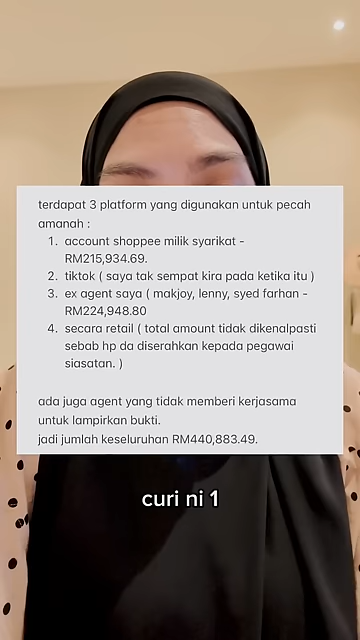 terdapat 3 platform yang digunakan untuk pecah
amanah :
1. account shoppee milik syarikat -
RM215,934.69.
2. tiktok ( saya tak sempat kira pada ketika itu )
3. ex agent saya ( makjoy, lenny, syed farhan -
RM224,948.80
4. secara retail ( total amount tidak dikenalpasti
sebab hp da diserahkan kepada pegawai
siasatan. )
ada juga agent yang tidak memberi kerjasama
untuk lampirkan bukti.
jadi jumlah keseluruhan RM440,883.49.
curi ni 1